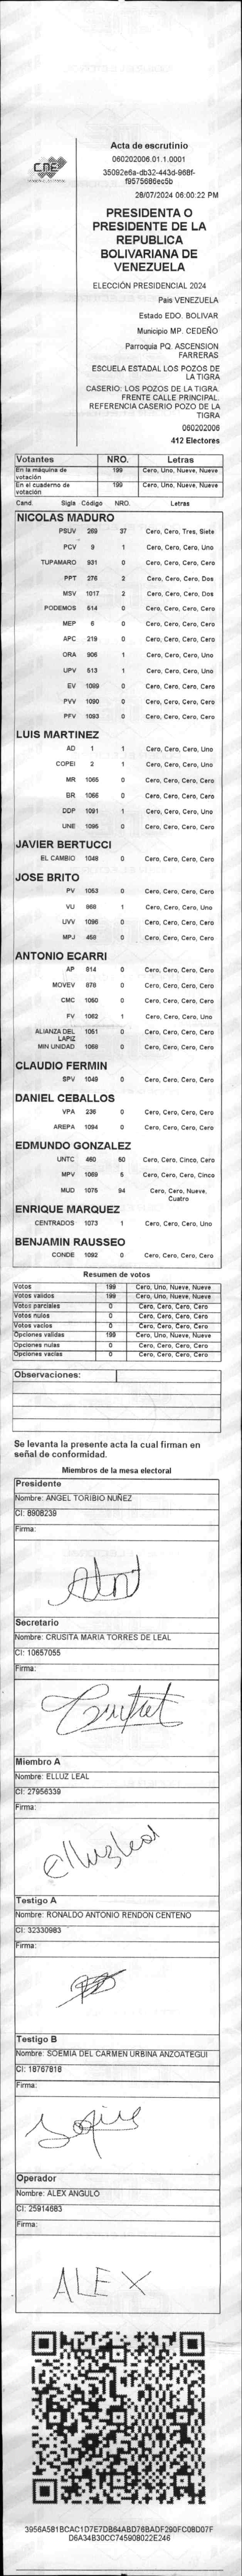 CNE
Acta de escrutinio
060202006.01.1.0001
35092e6a-db32-443d-968f-
f9575686ec5b
28/07/2024 06:00:22 PM
PRESIDENTA O
PRESIDENTE DE LA
REPUBLICA
BOLIVARIANA DE
VENEZUELA
ELECCIÓN PRESIDENCIAL 2024
Pais VENEZUELA
Estado EDO. BOLIVAR
Municipio MP. CEDEÑO
Parroquia PQ. ASCENSION
FARRERAS
ESCUELA ESTADAL LOS POZOS DE
LA TIGRA
CASERIO: LOS POZOS DE LA TIGRA.
FRENTE CALLE PRINCIPAL.
REFERENCIA CASERIO POZO DE LA
TIGRA
060202006
412 Electores
Votantes NRO. Letras
En la máquina de votación 199 Cero, Uno, Nueve, Nueve
En el cuaderno de votación 199 Cero, Uno, Nueve, Nueve
Cand. Sigla Código NRO. Letras
NICOLAS MADURO
PSUV 269 37 Cero, Cero, Tres, Siete
PCV 9 1 Cero, Cero, Cero, Uno
TUPAMARO 931 0 Cero, Cero, Cero, Cero
PPT 276 2 Cero, Cero, Cero, Dos
MSV 1017 2 Cero, Cero, Cero, Dos
PODEMOS 514 0 Cero, Cero, Cero, Cero
MEP 6 0 Cero, Cero, Cero, Cero
APC 219 0 Cero, Cero, Cero, Cero
ORA 906 1 Cero, Cero, Cero, Uno
UPV 513 1 Cero, Cero, Cero, Uno
EV 1089 0 Cero, Cero, Cero, Cero
PVV 1090 0 Cero, Cero, Cero, Cero
PFV 1093 0 Cero, Cero, Cero, Cero
LUIS MARTINEZ
AD 1 1 Cero, Cero, Cero, Uno
COPEI 2 1 Cero, Cero, Cero, Uno
MR 1065 0 Cero, Cero, Cero, Cero
BR 1066 0 Cero, Cero, Cero, Cero
DDP 1091 1 Cero, Cero, Cero, Uno
UNE 1095 0 Cero, Cero, Cero, Cero
JAVIER BERTUCCI
EL CAMBIO 1048 0 Cero, Cero, Cero, Cero
JOSE BRITO
PV 1053 0 Cero, Cero, Cero, Cero
VU 868 1 Cero, Cero, Cero, Uno
UVV 1096 0 Cero, Cero, Cero, Cero
MPJ 458 0 Cero, Cero, Cero, Cero
ANTONIO ECARRI
AP 914 0 Cero, Cero, Cero, Cero
MOVEV 878 0 Cero, Cero, Cero, Cero
CMC 1050 0 Cero, Cero, Cero, Cero
FV 1062 1 Cero, Cero, Cero, Uno
ALIANZA DEL LAPIZ 1051 0 Cero, Cero, Cero, Cero
MIN UNIDAD 1068 0 Cero, Cero, Cero, Cero
CLAUDIO FERMIN
SPV 1049 0 Cero, Cero, Cero, Cero
DANIEL CEBALLOS
VPA 236 0 Cero, Cero, Cero, Cero
AREPA 1094 0 Cero, Cero, Cero, Cero
EDMUNDO GONZALEZ
UNTC 460 50 Cero, Cero, Cinco, Cero
MPV 1069 5 Cero, Cero, Cero, Cinco
MUD 1075 94 Cero, Cero, Nueve, Cuatro
ENRIQUE MARQUEZ
CENTRADOS 1073 1 Cero, Cero, Cero, Uno
BENJAMIN RAUSSEO
CONDE 1092 0 Cero, Cero, Cero, Cero
Resumen de votos
Votos 199 Cero, Uno, Nueve, Nueve
Votos validos 199 Cero, Uno, Nueve, Nueve
Votos parciales 0 Cero, Cero, Cero, Cero
Votos nulos 0 Cero, Cero, Cero, Cero
Votos vacios 0 Cero, Cero, Cero, Cero
Opciones validas 199 Cero, Uno, Nueve, Nueve
Opciones nulas 0 Cero, Cero, Cero, Cero
Opciones vacias 0 Cero, Cero, Cero, Cero
Observaciones:
Se levanta la presente acta la cual firman en
señal de conformidad.
Miembros de la mesa electoral
Presidente
Nombre: ANGEL TORIBIO NUÑEZ
CI: 8908239
Firma:
Secretario
Nombre: CRUSITA MARIA TORRES DE LEAL
CI: 10657055
Firma:
Miembro A
Nombre: ELLUZ LEAL
CI: 27956339
Firma:
Elluz leal
Testigo A
Nombre: RONALDO ANTONIO RENDON CENTENO
CI: 32330983
Firma:
Testigo B
Nombre: SOEMIA DEL CARMEN URBINA ANZOATEGUI
CI: 18767818
Firma:
Operador
Nombre: ALEX ANGULO
CI: 25914683
Firma:
ALEX
3956A581BCAC1D7E7DB64ABD76BADF290FC08D07F
D6A34B30CC745908022E246